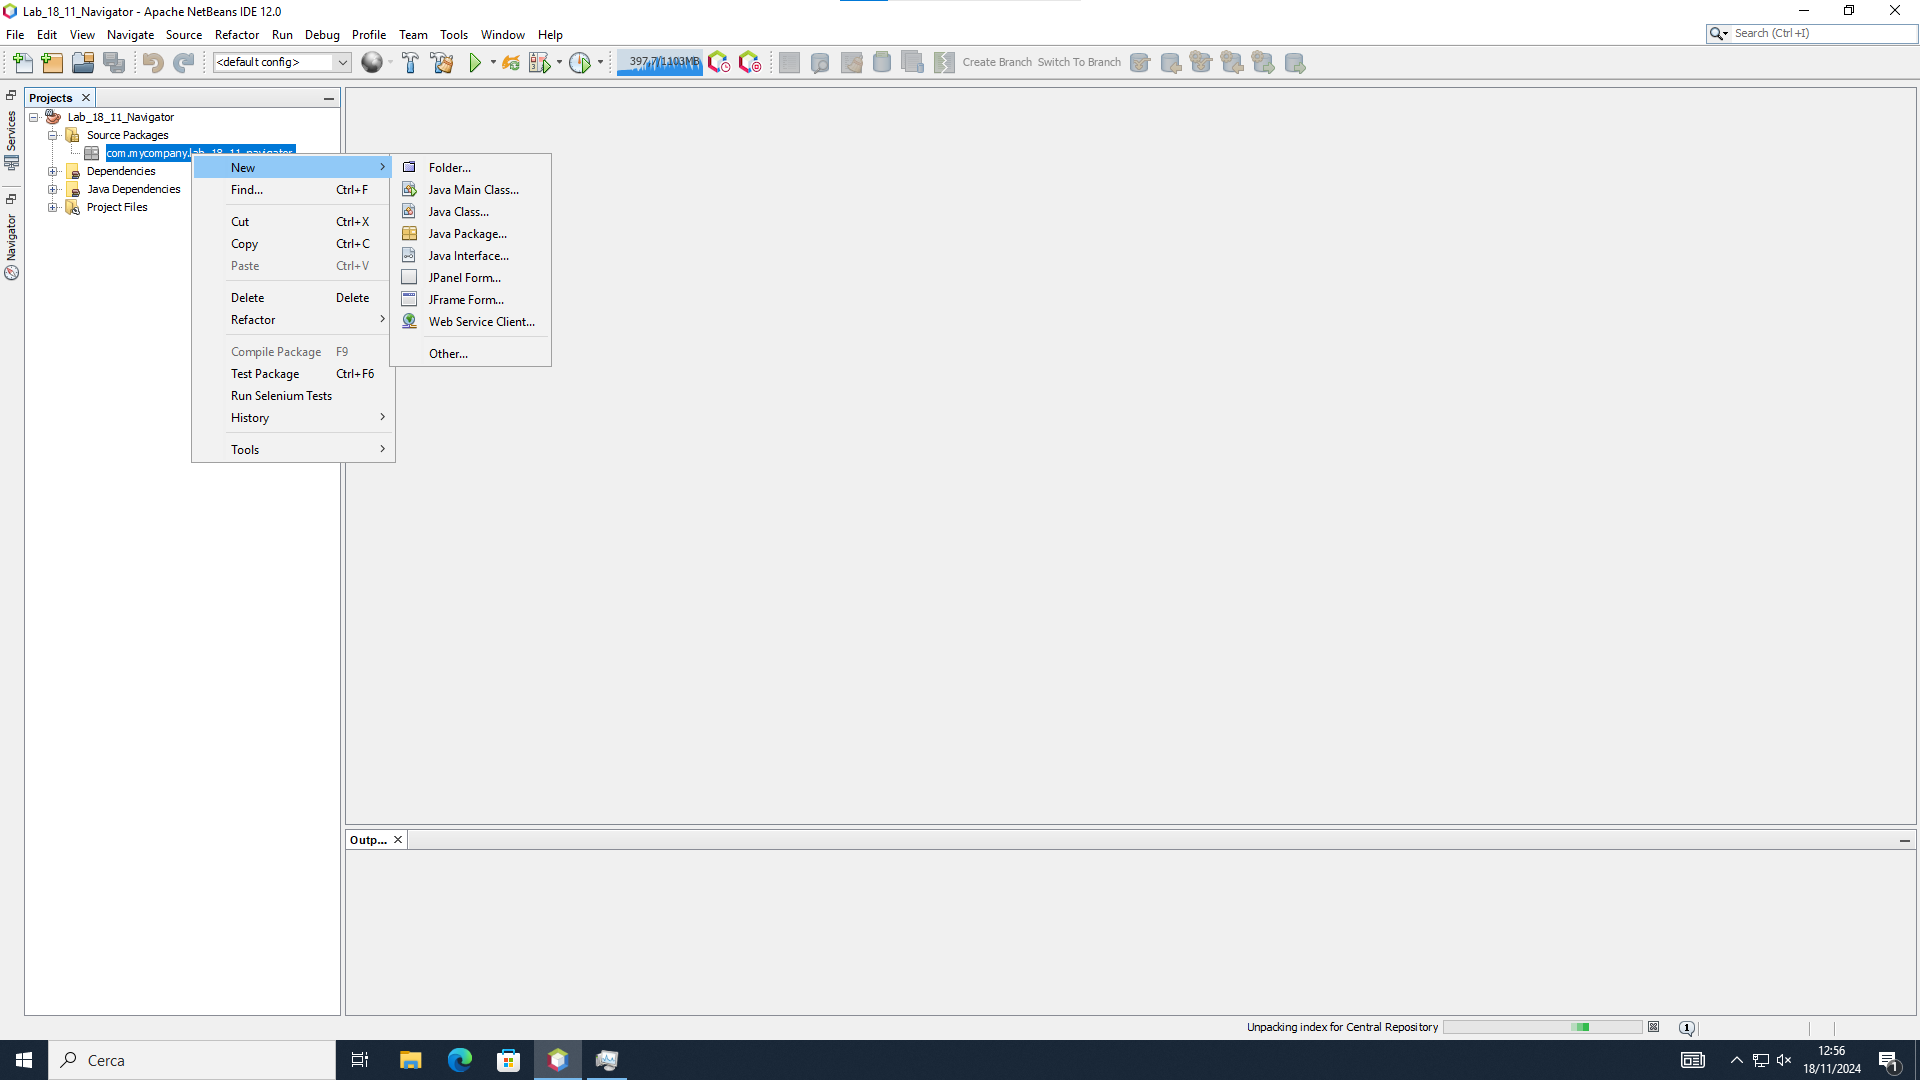 Lab_18_11_Navigator - Apache NetBeans IDE 12.0
File Edit View Navigate Source Refactor Run Debug Profile Team Tools Window Help
Search (Ctrl+I)
<default config>
397,7/1103MB
Create Branch Switch To Branch
Projects
Services
Navigator
Lab_18_11_Navigator
Source Packages
com.mycompany.lab_18_11_navigator
Dependencies
Java Dependencies
Project Files
New
Find... Ctrl+F
Cut Ctrl+X
Copy Ctrl+C
Paste Ctrl+V
Delete Delete
Refactor
Compile Package F9
Test Package Ctrl+F6
Run Selenium Tests
History
Tools
Folder...
Java Main Class...
Java Class...
Java Package...
Java Interface...
JPanel Form...
JFrame Form...
Web Service Client...
Other...
Outp...
Unpacking index for Central Repository
1
Cerca
12:56
18/11/2024
1